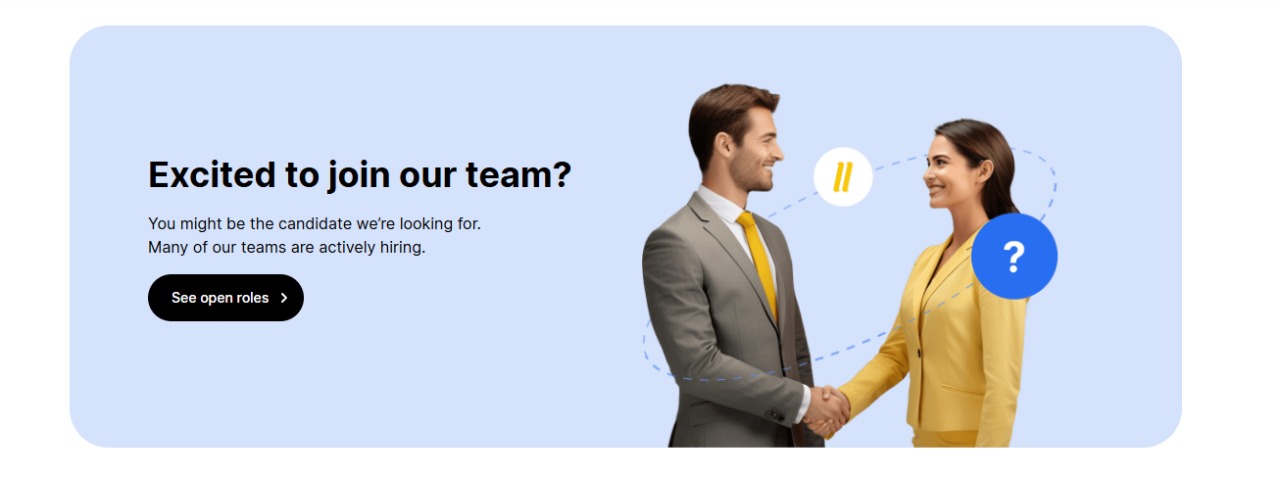 Excited to join our team?
You might be the candidate we’re looking for.
Many of our teams are actively hiring.
See open roles
?